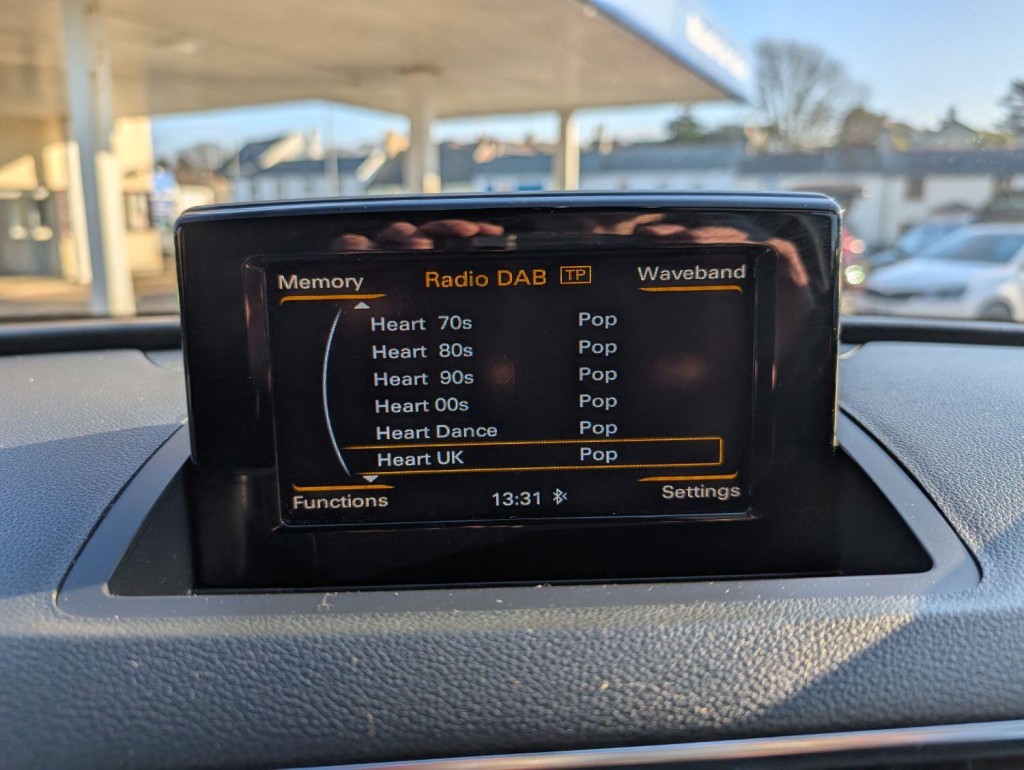 Memory Radio DAB TP Waveband
Heart 70s Pop
Heart 80s Pop
Heart 90s Pop
Heart 00s Pop
Heart Dance Pop
Heart UK Pop
Functions 13:31 Settings